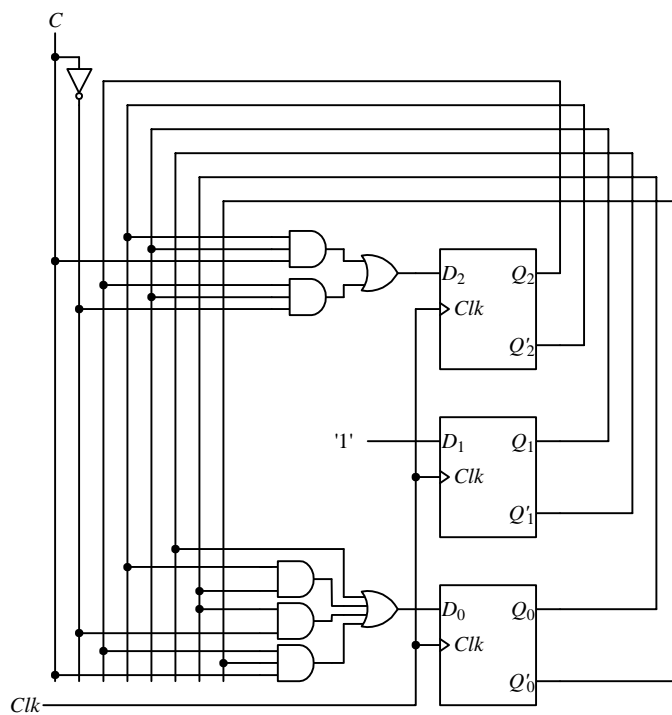 C
D₂ Q₂
Clk
Q'₂
'1' D₁ Q₁
Clk
Q'₁
D₀ Q₀
Clk
Q'₀
Clk